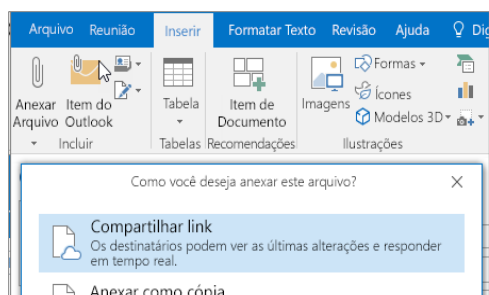 Arquivo Reunião Inserir Formatar Texto Revisão Ajuda Dig
Anexar Arquivo Item do Outlook Tabela Item de Documento Imagens Formas Ícones Modelos 3D
Incluir Tabelas Recomendações Ilustrações
Como você deseja anexar este arquivo?
Compartilhar link
Os destinatários podem ver as últimas alterações e responder
em tempo real.
Anexar como cópia